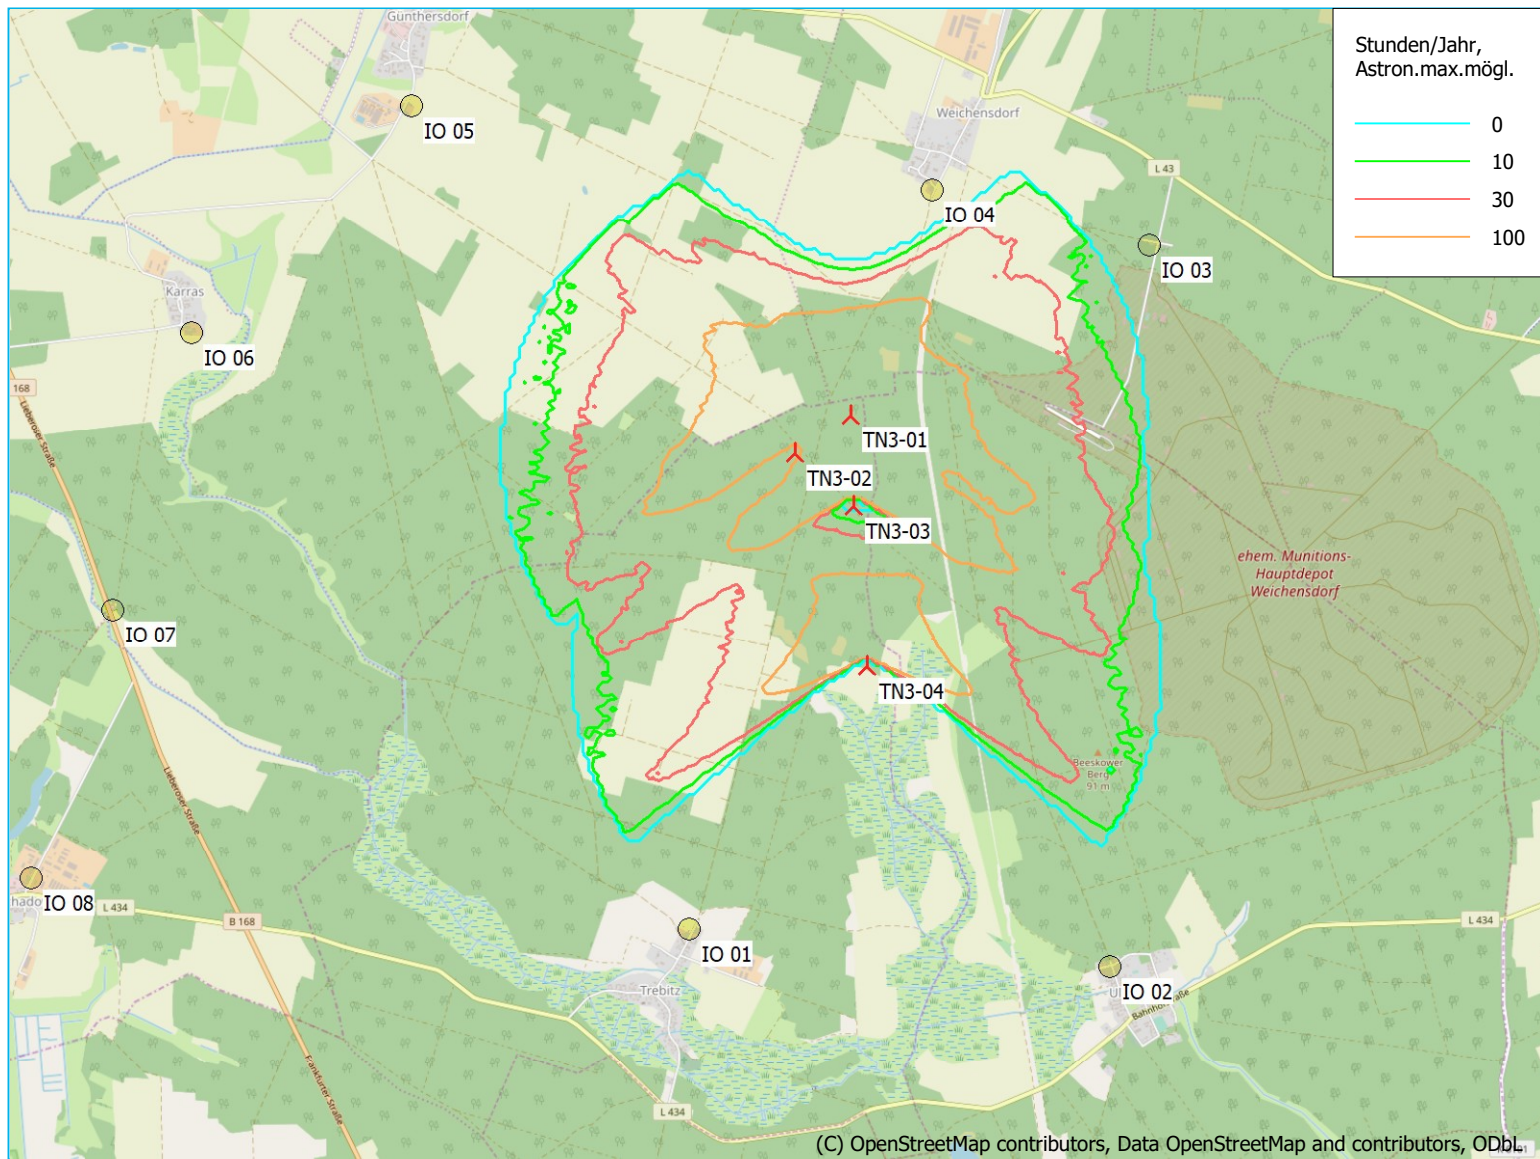 Günthersdorf
Stunden/Jahr,
Astron.max.mögl.
0
10
30
100
IO 05
Weichensdorf
L 43
IO 04
IO 03
Karras
IO 06
168
Lieberoser Straße
TN3-01
TN3-02
TN3-03
ehem. Munitions-
Hauptdepot
Weichensdorf
IO 07
TN3-04
Beeskower
Berg
91 m
Lieberoser Straße
IO 08
hado
L 434
B 168
L 434
IO 01
Trebitz
IO 02
Ul
Bahnhofstraße
Frankfurter Straße
L 434
(C) OpenStreetMap contributors, Data OpenStreetMap and contributors, ODbL